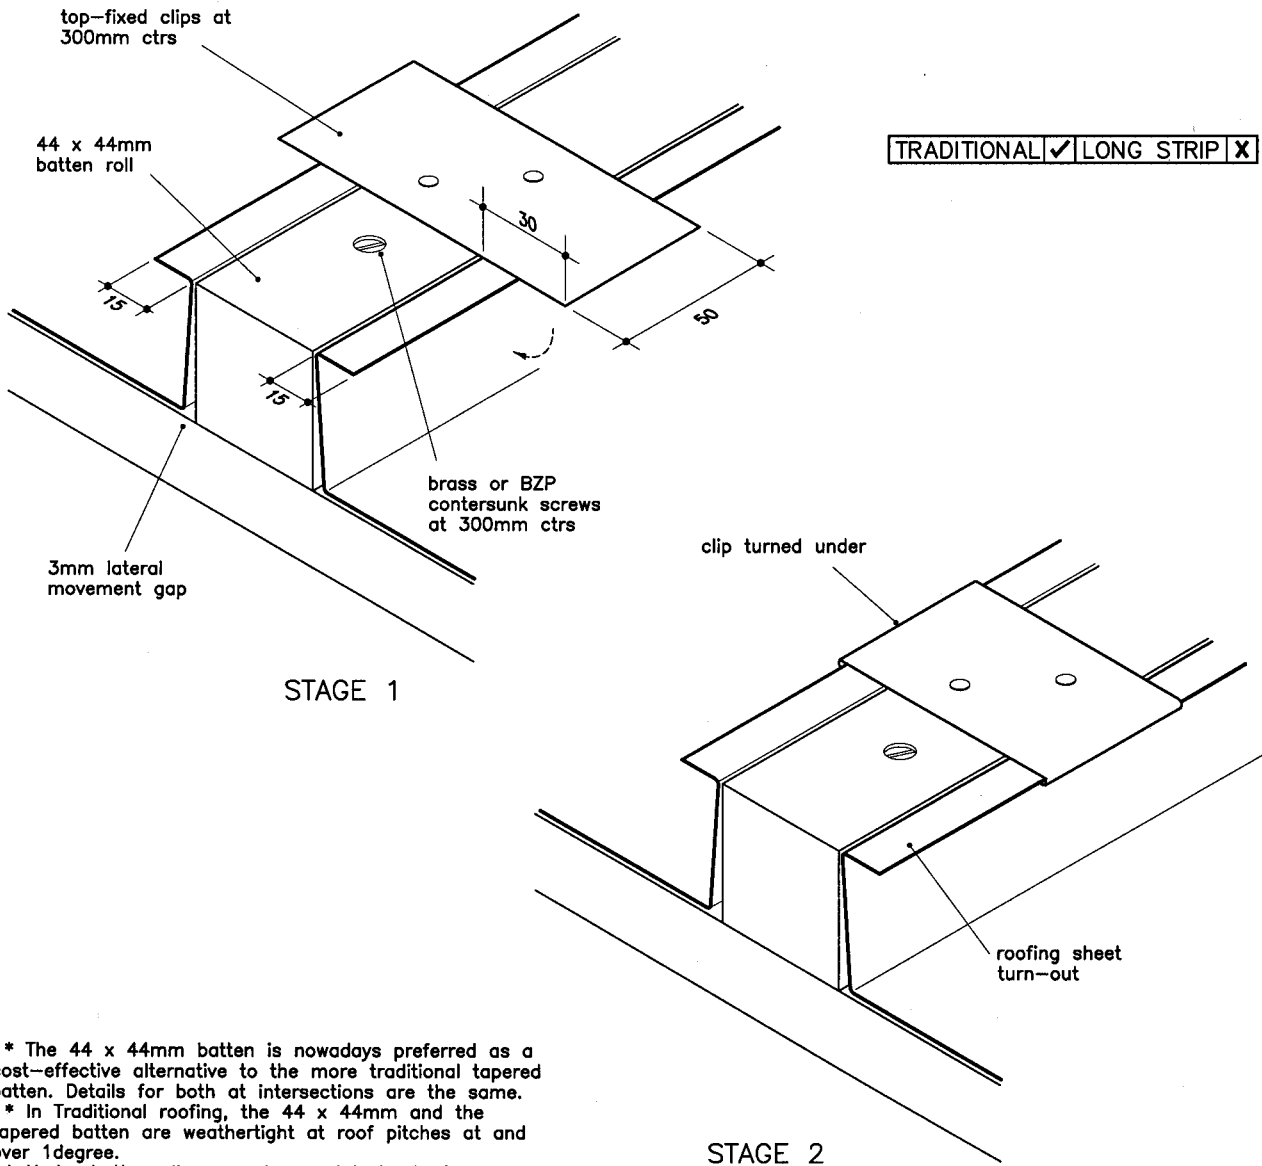 top-fixed clips at
300mm ctrs
44 x 44mm
batten roll
TRADITIONAL ✓ LONG STRIP X
30
50
15
15
brass or BZP
contersunk screws
at 300mm ctrs
3mm lateral
movement gap
STAGE 1
clip turned under
roofing sheet
turn-out
STAGE 2
* The 44 x 44mm batten is nowadays preferred as a
cost-effective alternative to the more traditional tapered
batten. Details for both at intersections are the same.
* In Traditional roofing, the 44 x 44mm and the
tapered batten are weathertight at roof pitches at and
over 1degree.